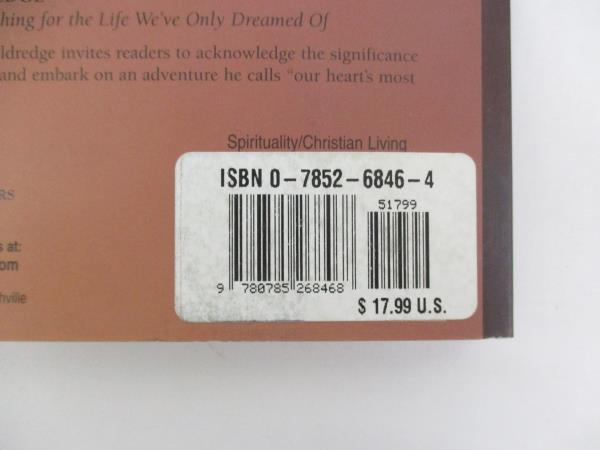 hing for the Life We've Only Dreamed Of
ldredge invites readers to acknowledge the significance
and embark on an adventure he calls "our heart's most
Spirituality/Christian Living
RS
s at:
om
hville
ISBN 0-7852-6846-4
51799
9 780785 268468
$ 17.99 U.S.